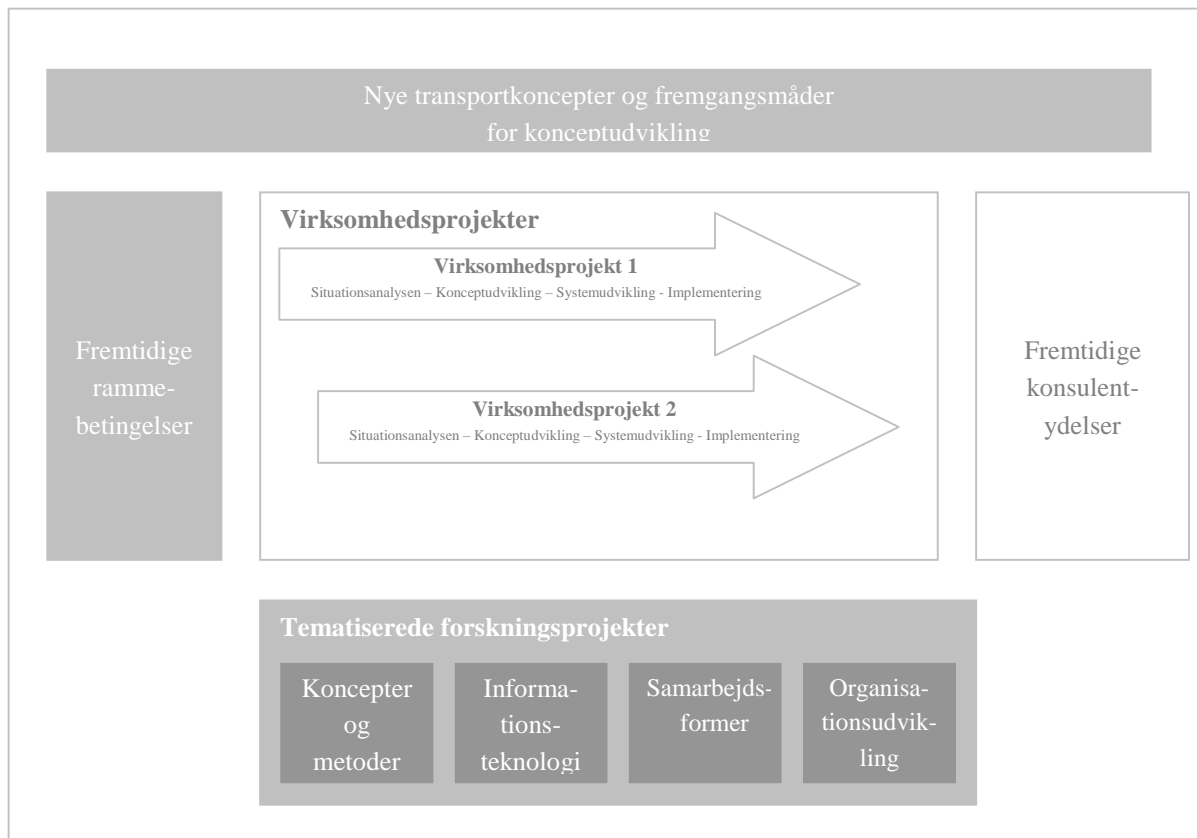 Nye transportkoncepter og fremgangsmåder
for konceptudvikling
Fremtidige
ramme-
betingelser
Virksomhedsprojekter
Virksomhedsprojekt 1
Situationsanalysen – Konceptudvikling – Systemudvikling - Implementering
Virksomhedsprojekt 2
Situationsanalysen – Konceptudvikling – Systemudvikling - Implementering
Fremtidige
konsulent-
ydelser
Tematiserede forskningsprojekter
Koncepter
og
metoder
Informa-
tions-
teknologi
Samarbejds-
former
Organisa-
tionsudvik-
ling